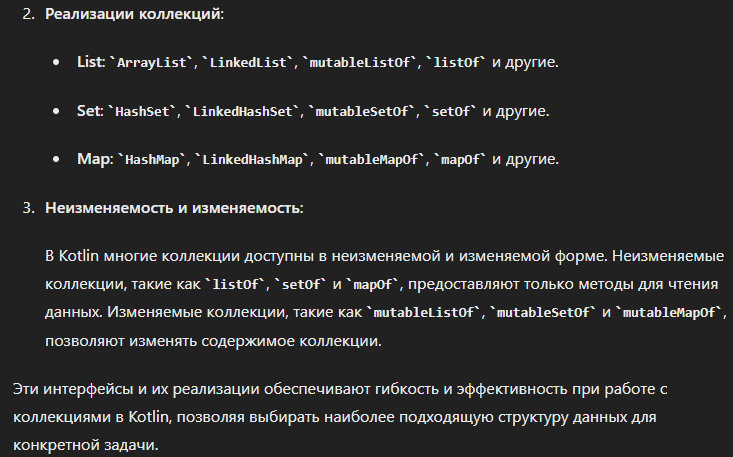 2. Реализации коллекций:
• List: `ArrayList`, `LinkedList`, `mutableListOf`, `listOf` и другие.
• Set: `HashSet`, `LinkedHashSet`, `mutableSetOf`, `setOf` и другие.
• Map: `HashMap`, `LinkedHashMap`, `mutableMapOf`, `mapOf` и другие.
3. Неизменяемость и изменяемость:
В Kotlin многие коллекции доступны в неизменяемой и изменяемой форме. Неизменяемые
коллекции, такие как `listOf`, `setOf` и `mapOf`, предоставляют только методы для чтения
данных. Изменяемые коллекции, такие как `mutableListOf`, `mutableSetOf` и `mutableMapOf`,
позволяют изменять содержимое коллекции.
Эти интерфейсы и их реализации обеспечивают гибкость и эффективность при работе с
коллекциями в Kotlin, позволяя выбирать наиболее подходящую структуру данных для
конкретной задачи.